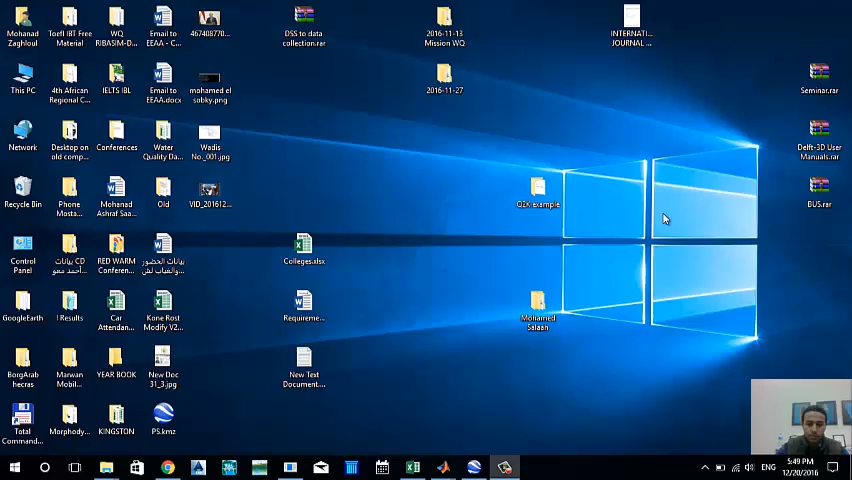 Mohanad
Zaghloul
Toefl IBT Free
Material
WQ
RIBASIM-D...
Email to
EEAA - C...
467408770...
DSS to data
collection.rar
2016-11-13
Mission WQ
INTERNATI...
JOURNAL ...
This PC
4th African
Regional C...
IELTS IBL
Email to
EEAA.docx
mohamed el
sobky.png
2016-11-27
Seminar.rar
Network
Desktop on
old comp...
Conferences
Water
Quality Da...
Wadis
No._001.jpg
Delft-3D User
Manuals.rar
Recycle Bin
Phone
Mosta...
Mohanad
Ashraf Saa...
Old
VID_201612...
Q2K example
BUS.rar
Control
Panel
CD بيانات
أحمد معو...
RED WARM
Conferen...
بيانات الحضور
والغياب لش...
Colleges.xlsx
GoogleEarth
! Results
Car
Attendan...
Kone Rost
Modify V2...
Requireme...
Mohamed
Salaan
BorgArab
hecras
Marwan
Mobil...
YEAR BOOK
New Doc
31_3.jpg
New Text
Document...
Total
Command...
Morphody...
KINGSTON
PS.kmz
ENG
5:49 PM
12/20/2016